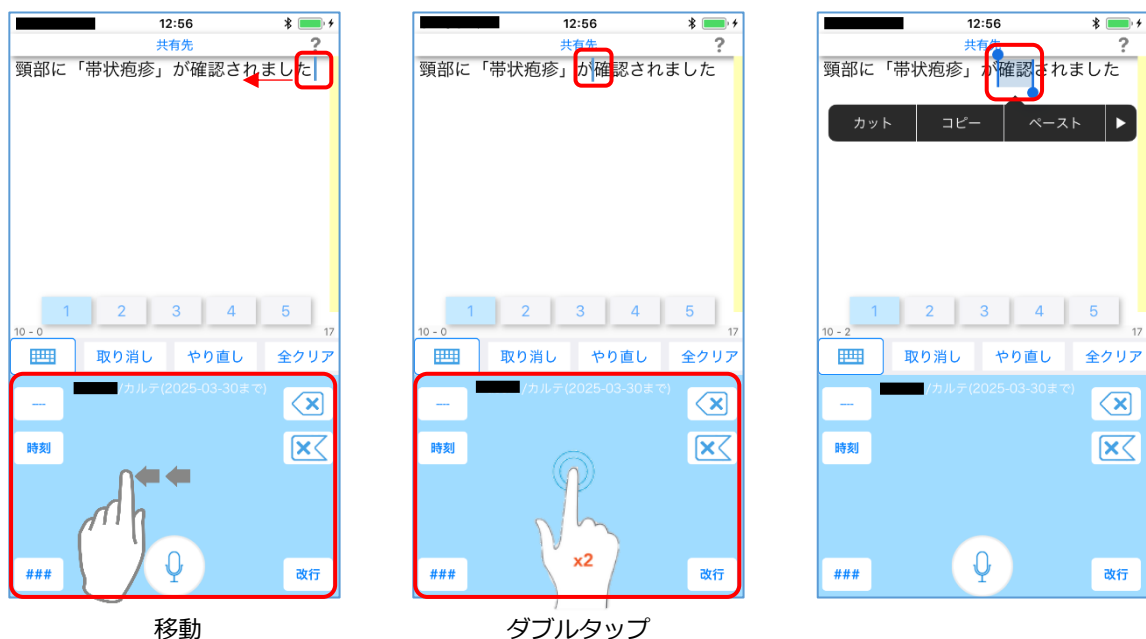 12:56
共有先
?
頸部に「帯状疱疹」が確認されました
1
2
3
4
5
10 - 0
17
取り消し
やり直し
全クリア
/カルテ(2025-03-30まで)
---
時刻
###
改行
移動
12:56
共有先
?
頸部に「帯状疱疹」が確認されました
1
2
3
4
5
10 - 0
17
取り消し
やり直し
全クリア
/カルテ(2025-03-30まで)
---
時刻
x2
###
改行
ダブルタップ
12:56
共有先
?
頸部に「帯状疱疹」が確認されました
カット
コピー
ペースト
1
2
3
4
5
10 - 2
17
取り消し
やり直し
全クリア
/カルテ(2025-03-30まで)
---
時刻
###
改行